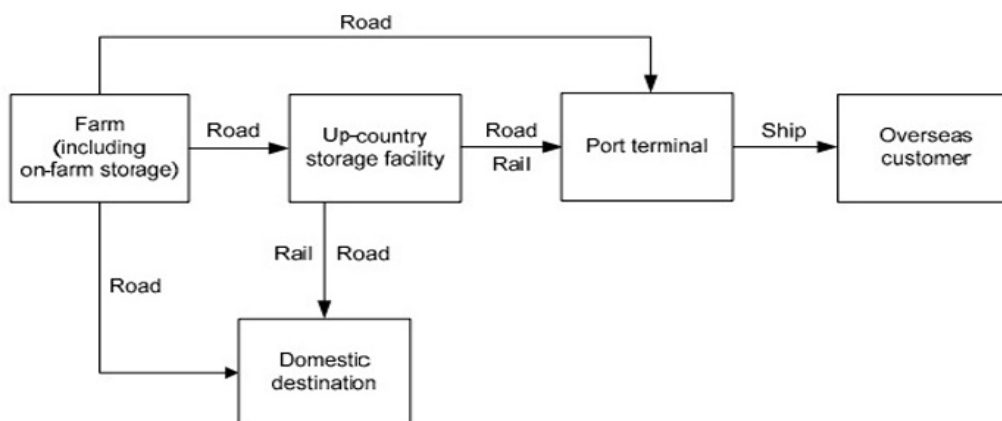 Road
Farm
(including
on-farm storage)
Road
Up-country
storage facility
Road
Rail
Port terminal
Ship
Overseas
customer
Rail
Road
Road
Domestic
destination